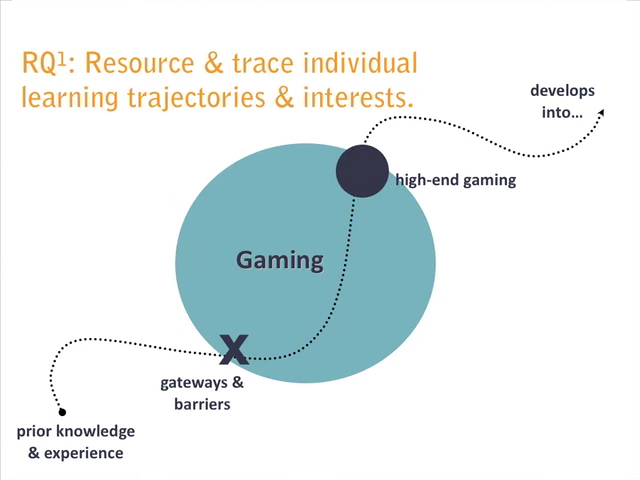 RQ¹: Resource & trace individual
learning trajectories & interests.
develops
into...
high-end gaming
Gaming
X
gateways &
barriers
prior knowledge
& experience